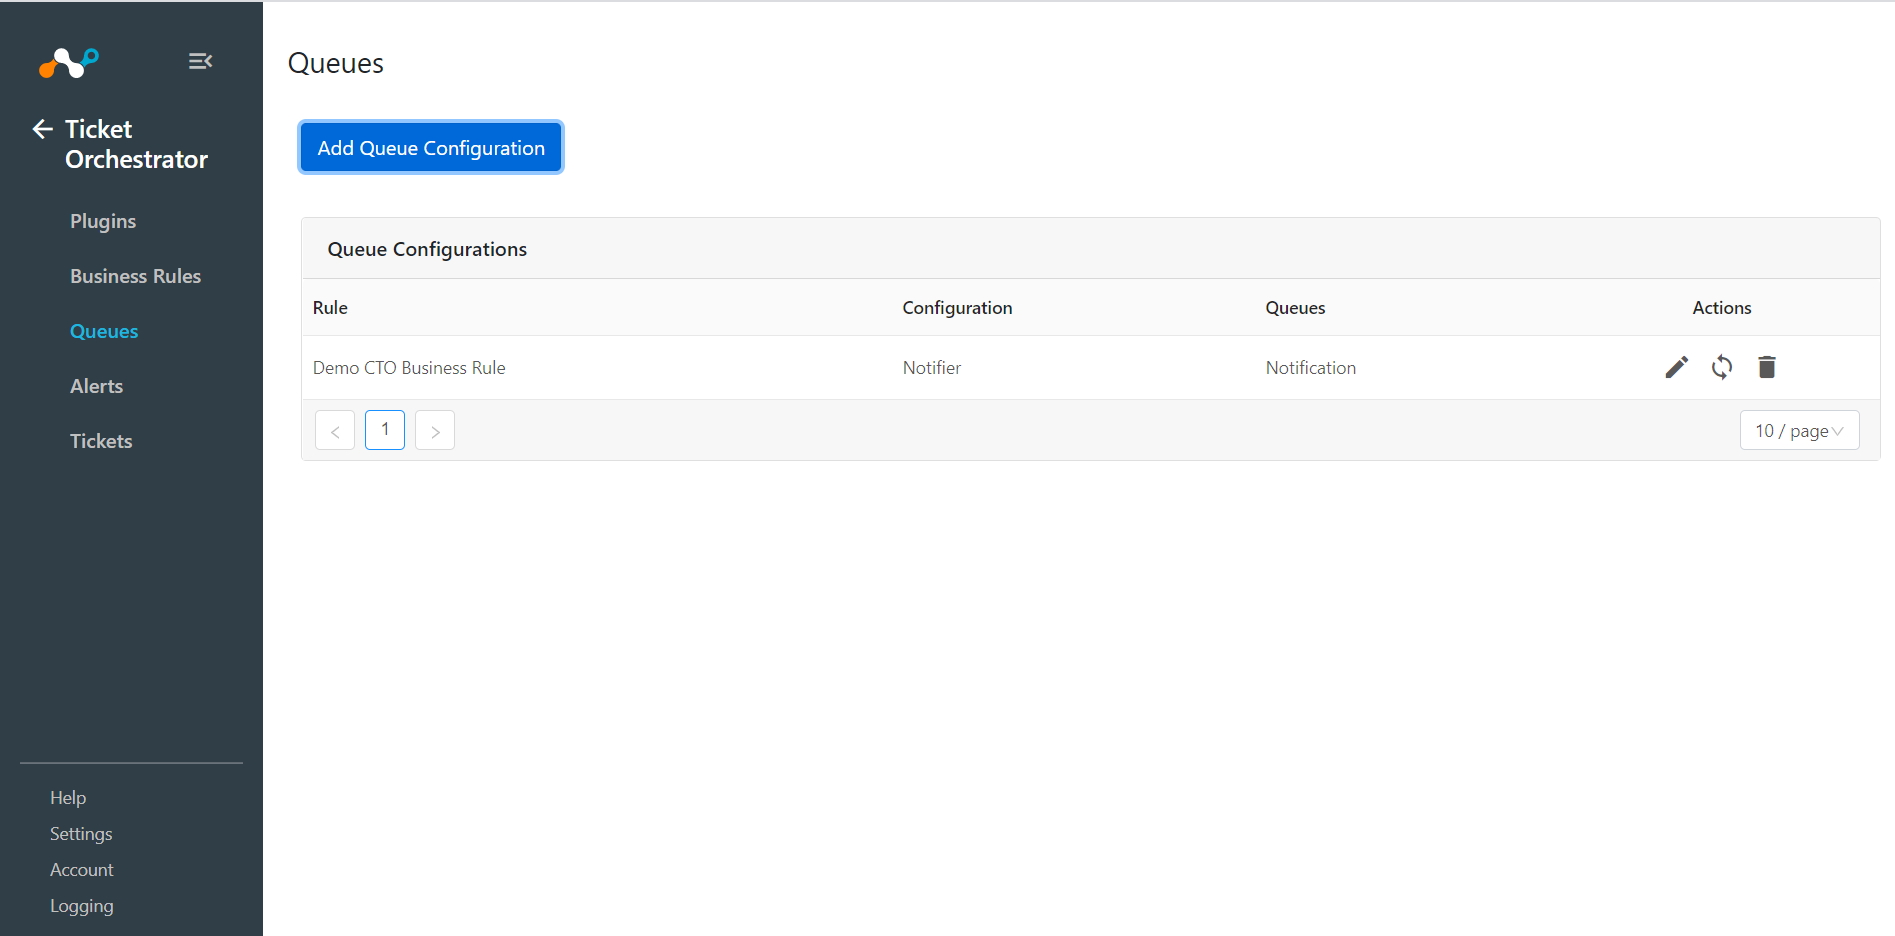 Ticket
Orchestrator
Plugins
Business Rules
Queues
Alerts
Tickets
Help
Settings
Account
Logging
Queues
Add Queue Configuration
Queue Configurations
Rule Configuration Queues Actions
Demo CTO Business Rule Notifier Notification
< 1 > 10 / page